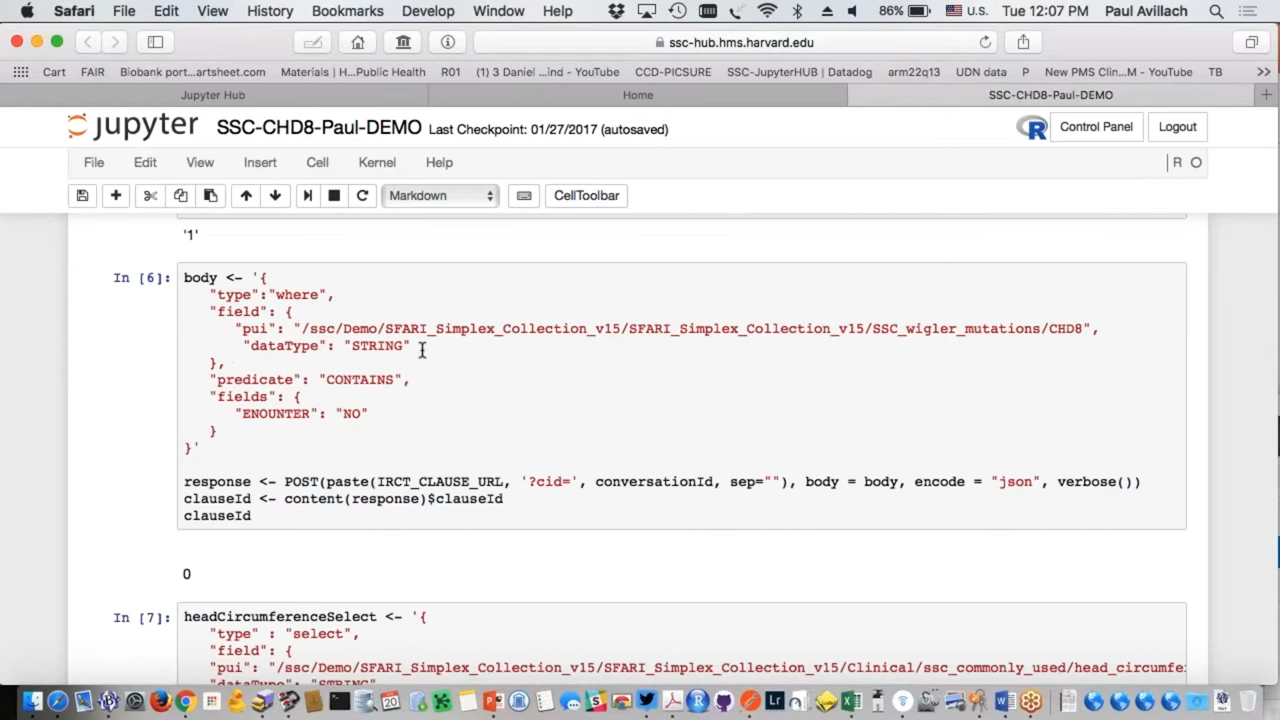 Safari File Edit View History Bookmarks Develop Window Help 86% U.S. Tue 12:07 PM Paul Avillach
ssc-hub.hms.harvard.edu
Cart FAIR Biobank port...artsheet.com Materials | H...Public Health R01 (1) 3 Daniel ...ind - YouTube CCD-PICSURE SSC-JupyterHUB | Datadog arm22q13 UDN data P New PMS Clin...M - YouTube TB >>
Jupyter Hub Home SSC-CHD8-Paul-DEMO +
jupyter SSC-CHD8-Paul-DEMO Last Checkpoint: 01/27/2017 (autosaved) R Control Panel Logout
File Edit View Insert Cell Kernel Help R
Markdown CellToolbar
'1'
In [6]: body <- '{
"type":"where",
"field": {
"pui": "/ssc/Demo/SFARI_Simplex_Collection_v15/SFARI_Simplex_Collection_v15/SSC_wigler_mutations/CHD8",
"dataType": "STRING"
},
"predicate": "CONTAINS",
"fields": {
"ENOUNTER": "NO"
}
}'
response <- POST(paste(IRCT_CLAUSE_URL, '?cid=', conversationId, sep=""), body = body, encode = "json", verbose())
clauseId <- content(response)$clauseId
clauseId
0
In [7]: headCircumferenceSelect <- '{
"type" : "select",
"field": {
"pui": "/ssc/Demo/SFARI_Simplex_Collection_v15/SFARI_Simplex_Collection_v15/Clinical/ssc_commonly_used/head_circumfe
"dataType": "STRING"